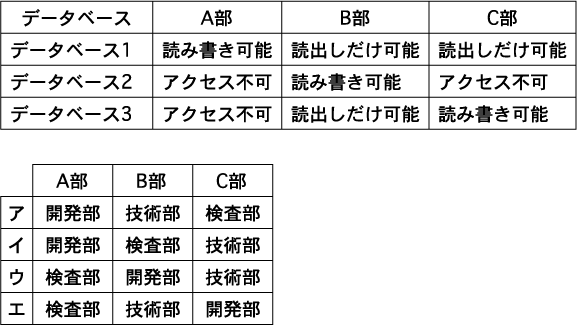 データベース A部 B部 C部
データベース1 読み書き可能 読出しだけ可能 読出しだけ可能
データベース2 アクセス不可 読み書き可能 アクセス不可
データベース3 アクセス不可 読出しだけ可能 読み書き可能
A部 B部 C部
ア 開発部 技術部 検査部
イ 開発部 検査部 技術部
ウ 検査部 開発部 技術部
エ 検査部 技術部 開発部